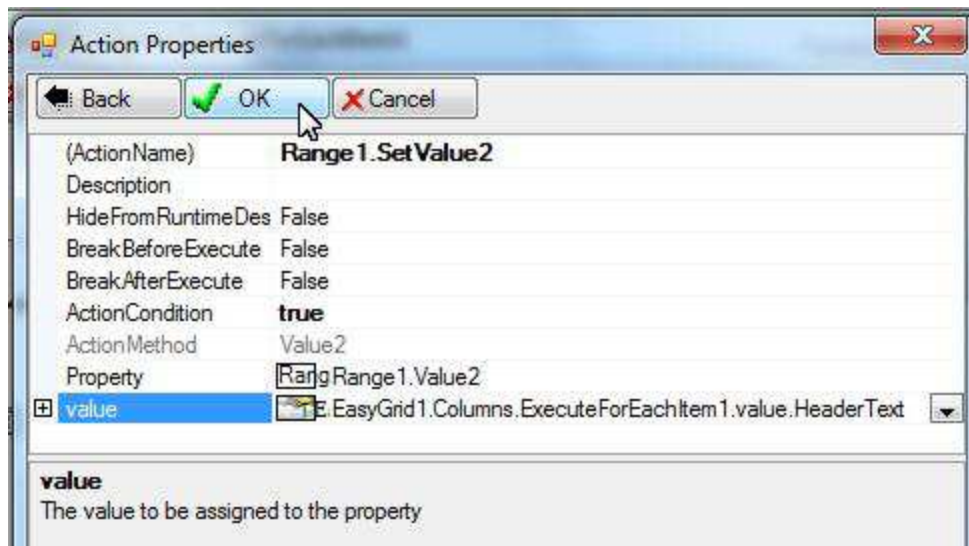 Action Properties
Back OK Cancel
(ActionName) Range1.SetValue2
Description
HideFromRuntimeDes False
BreakBeforeExecute False
BreakAfterExecute False
ActionCondition true
ActionMethod Value2
Property Rang Range1.Value2
value E.EasyGrid1.Columns.ExecuteForEachItem1.value.HeaderText
value
The value to be assigned to the property